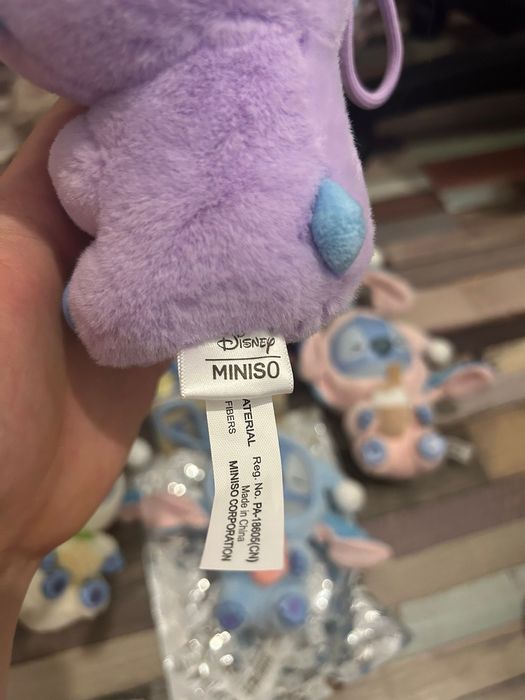 Disney
MINISO
ATERIAL
FIBERS
Reg. No. PA-18605(CN)
Made in China
MINISO CORPORATION